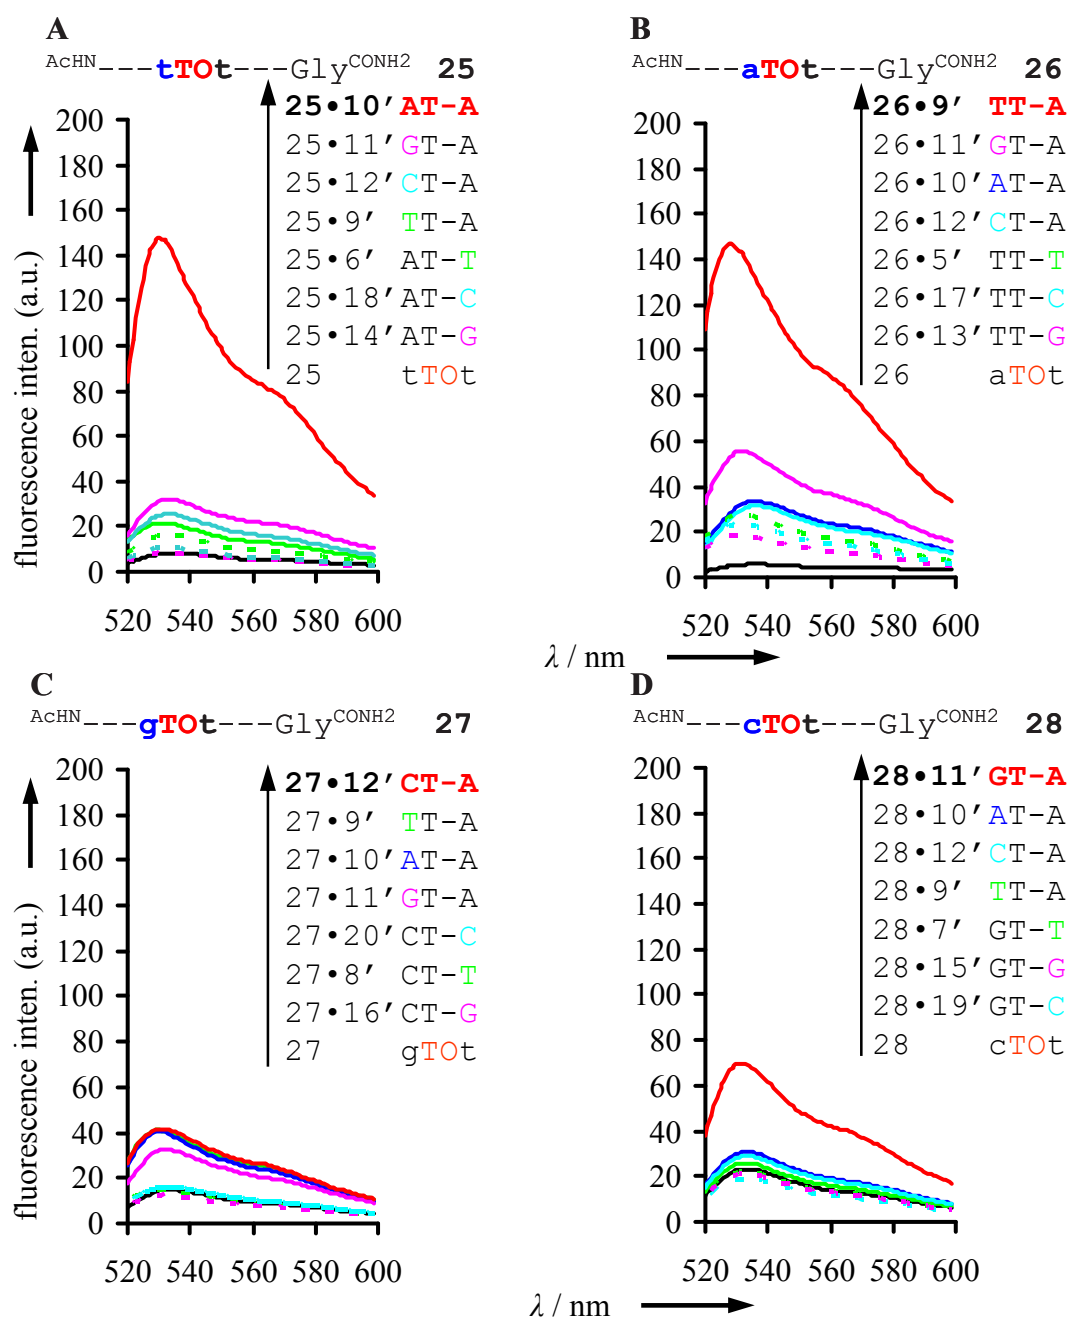 A
AcHN---tTOt---GlyCONH2 25
25•10′ AT-A
25•11′ GT-A
25•12′ CT-A
25•9′ TT-A
25•6′ AT-T
25•18′ AT-C
25•14′ AT-G
25 tTOt
fluorescence inten. (a.u.)
200
180
160
140
120
100
80
60
40
20
0
520 540 560 580 600
B
AcHN---aTOt---GlyCONH2 26
26•9′ TT-A
26•11′ GT-A
26•10′ AT-A
26•12′ CT-A
26•5′ TT-T
26•17′ TT-C
26•13′ TT-G
26 aTOt
200
180
160
140
120
100
80
60
40
20
0
520 540 560 580 600
λ / nm
C
AcHN---gTOt---GlyCONH2 27
27•12′ CT-A
27•9′ TT-A
27•10′ AT-A
27•11′ GT-A
27•20′ CT-C
27•8′ CT-T
27•16′ CT-G
27 gTOt
fluorescence inten. (a.u.)
200
180
160
140
120
100
80
60
40
20
0
520 540 560 580 600
D
AcHN---cTOt---GlyCONH2 28
28•11′ GT-A
28•10′ AT-A
28•12′ CT-A
28•9′ TT-A
28•7′ GT-T
28•15′ GT-G
28•19′ GT-C
28 cTOt
200
180
160
140
120
100
80
60
40
20
0
520 540 560 580 600
λ / nm